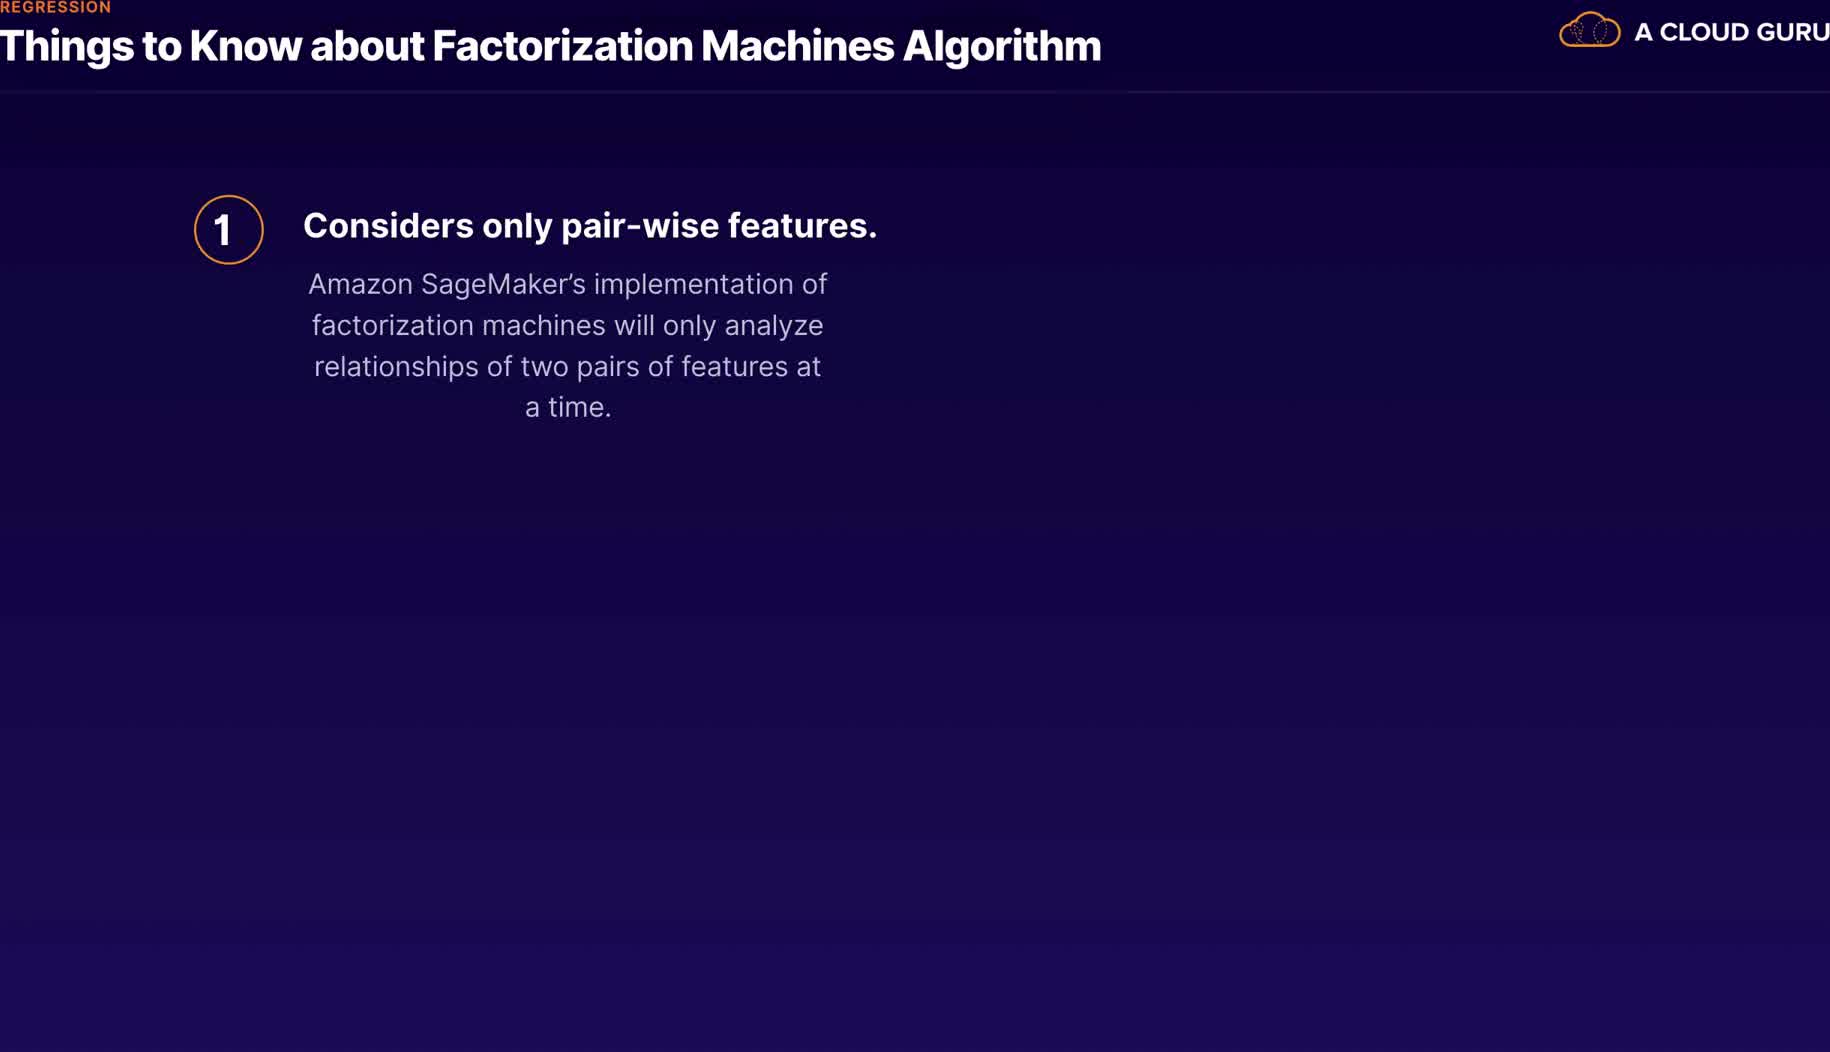 REGRESSION
Things to Know about Factorization Machines Algorithm
A CLOUD GURU
1
Considers only pair-wise features.
Amazon SageMaker’s implementation of
factorization machines will only analyze
relationships of two pairs of features at
a time.